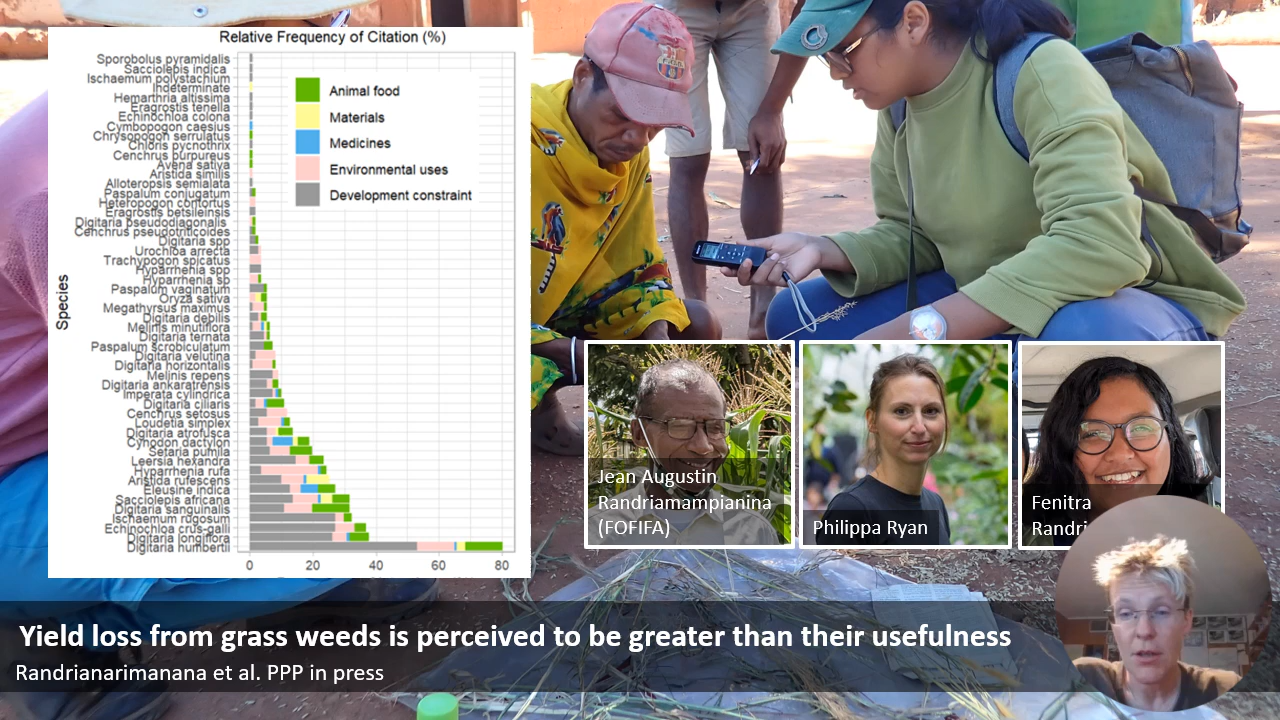 Relative Frequency of Citation (%)
Sporobolus pyramidalis
Sacciolepis indica
Ischaemum polystachium
Indeterminate
Hemarthria altissima
Eragrostis tenella
Echinochloa colona
Cymbopogon caesius
Chrysopogon serrulatus
Chloris pycnothrix
Cenchrus purpureus
Avena sativa
Aristida similis
Alloteropsis semialata
Paspalum conjugatum
Heteropogon contortus
Eragrostis betsileensis
Digitaria pseudodiagonalis
Cenchrus pseudotriticoides
Digitaria spp
Urochloa arrecta
Trachypogon spicatus
Hyparrhenia spp
Hyparrhenia sp
Paspalum vaginatum
Oryza sativa
Megathyrsus maximus
Digitaria debilis
Melinis minutiflora
Digitaria ternata
Paspalum scrobiculatum
Digitaria velutina
Digitaria horizontalis
Melinis repens
Digitaria ankaratrensis
Imperata cylindrica
Digitaria ciliaris
Cenchrus setosus
Loudetia simplex
Digitaria atrofusca
Cynodon dactylon
Setaria pumila
Leersia hexandra
Hyparrhenia rufa
Aristida rufescens
Eleusine indica
Sacciolepis africana
Digitaria sanguinalis
Ischaemum rugosum
Echinochloa crus-galli
Digitaria longiflora
Digitaria humbertii
Species
0 20 40 60 80
Animal food
Materials
Medicines
Environmental uses
Development constraint
Jean Augustin
Randriamampianina
(FOFIFA)
Philippa Ryan
Fenitra
Randri
Yield loss from grass weeds is perceived to be greater than their usefulness
Randrianarimanana et al. PPP in press